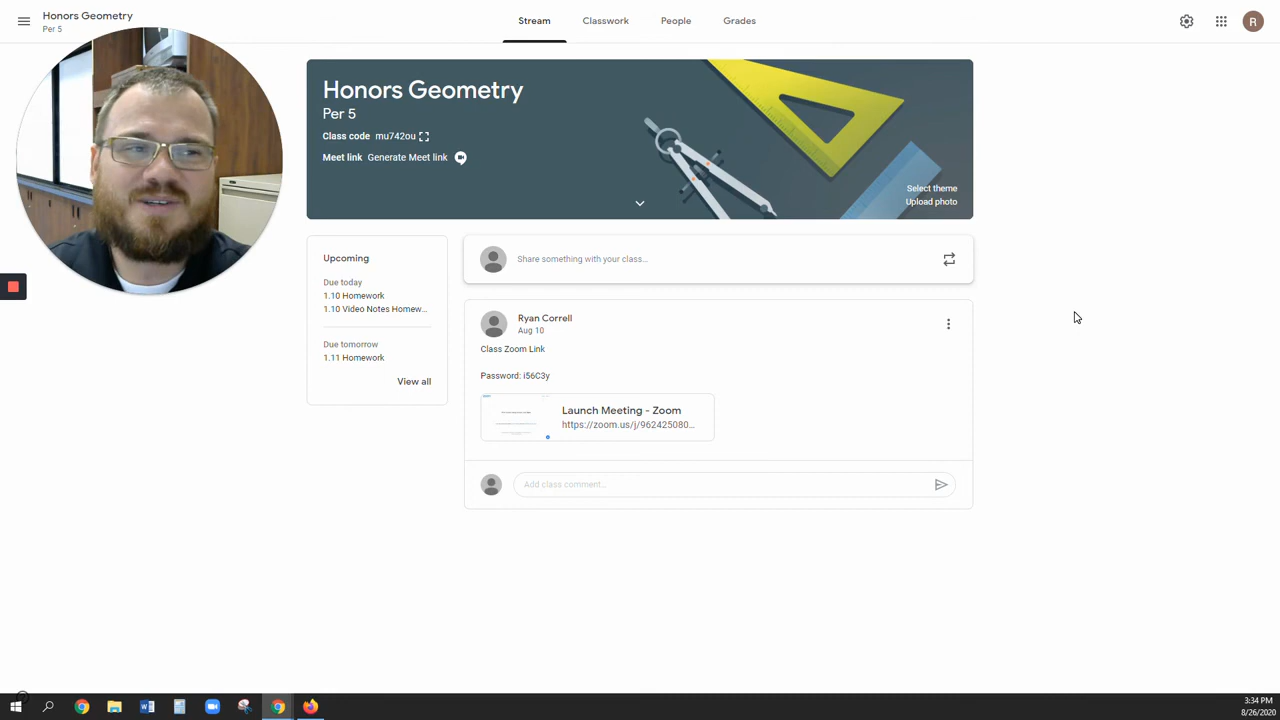 Honors Geometry
Per 5
Stream
Classwork
People
Grades
R
Honors Geometry
Per 5
Class code mu742ou
Meet link Generate Meet link
Select theme
Upload photo
Upcoming
Due today
1.10 Homework
1.10 Video Notes Homew...
Due tomorrow
1.11 Homework
View all
Share something with your class...
Ryan Correll
Aug 10
Class Zoom Link
Password: i56C3y
Launch Meeting - Zoom
https://zoom.us/j/962425080...
Add class comment...
3:34 PM
8/26/2020